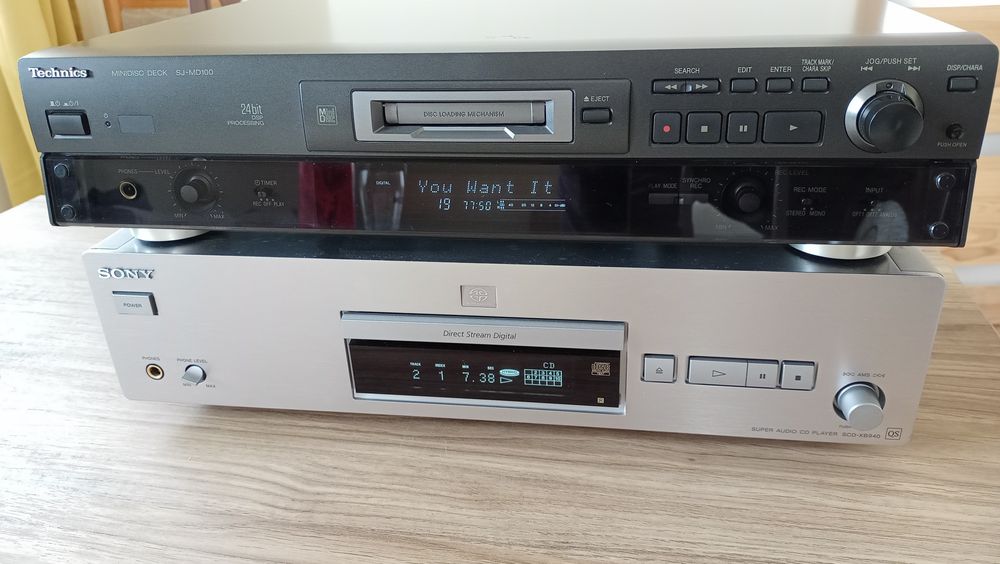 Technics MINIDISC DECK SJ-MD100
24bit
DSP
PROCESSING
DISC LOADING MECHANISM
EJECT
SEARCH
EDIT
ENTER
TRACK MARK/
CHARA SKIP
JOG/PUSH SET
DISP/CHARA
PUSH OPEN
PHONES
LEVEL
MIN
MAX
TIMER
REC OFF PLAY
DIGITAL
You Want It
19 77:50
PLAY MODE
SYNCHRO
REC
REC LEVEL
MIN
MAX
REC MODE
STEREO MONO
INPUT
SONY
POWER
PHONES
PHONE LEVEL
MIN
MAX
Direct Stream Digital
TRACK INDEX MIN SEC
2 1 7.38
CD
AMS
SUPER AUDIO CD PLAYER SCD-XB940 QS